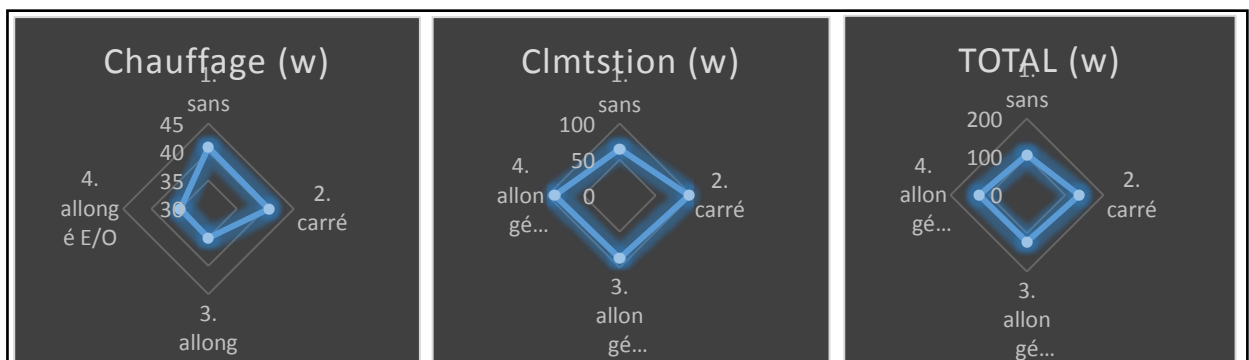 Chauffage (w)
1.
sans
45
40
35
30
2.
carré
3.
allong
4.
allong
é E/O
Clmtstion (w)
1.
sans
100
50
0
2.
carré
3.
allon
gé...
4.
allon
gé...
TOTAL (w)
1.
sans
200
100
0
2.
carré
3.
allon
gé...
4.
allon
gé...